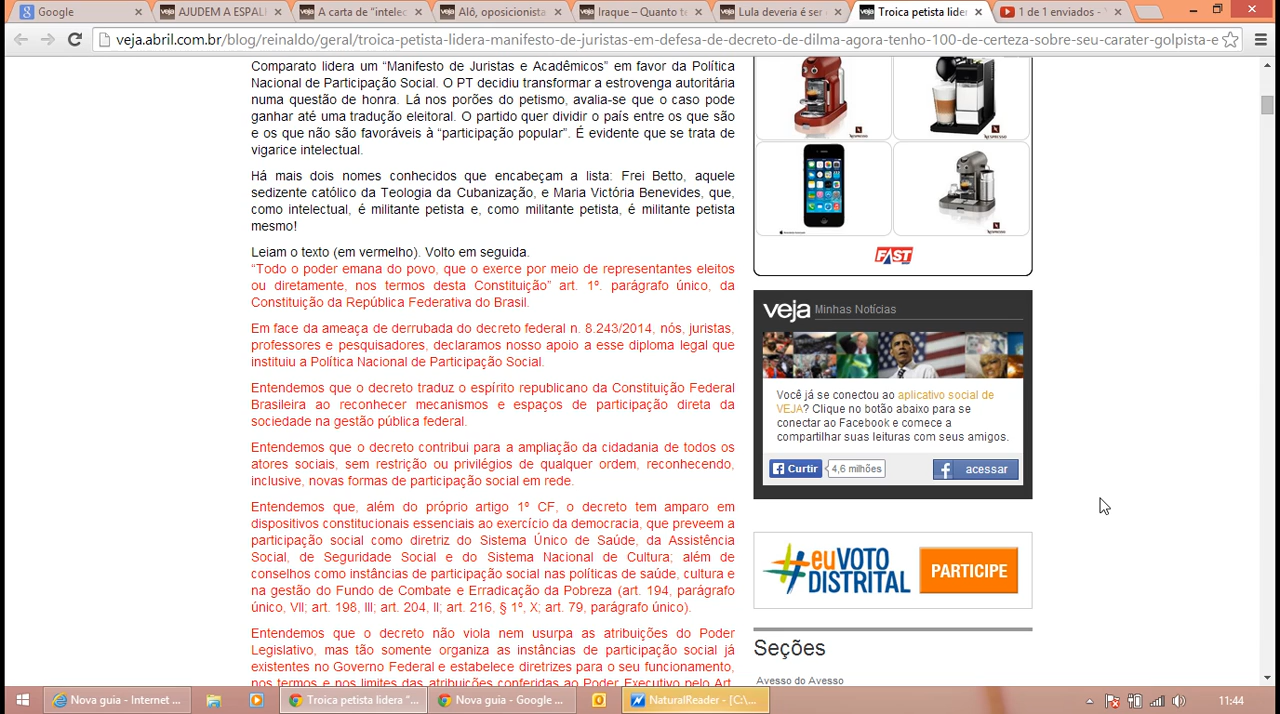 Google
AJUDEM A ESPAL
A carta de "intelec
Alô, oposicionista
Iraque – Quanto t
Lula deveria é ser
Troica petista lider
1 de 1 enviados - Y
veja.abril.com.br/blog/reinaldo/geral/troica-petista-lidera-manifesto-de-juristas-em-defesa-de-decreto-de-dilma-agora-tenho-100-de-certeza-sobre-seu-carater-golpista-e
Comparato lidera um “Manifesto de Juristas e Acadêmicos” em favor da Política
Nacional de Participação Social. O PT decidiu transformar a estrovenga autoritária
numa questão de honra. Lá nos porões do petismo, avalia-se que o caso pode
ganhar até uma tradução eleitoral. O partido quer dividir o país entre os que são
e os que não são favoráveis à “participação popular”. É evidente que se trata de
vigarice intelectual.
Há mais dois nomes conhecidos que encabeçam a lista: Frei Betto, aquele
sedizente católico da Teologia da Cubanização, e Maria Victória Benevides, que,
como intelectual, é militante petista e, como militante petista, é militante petista
mesmo!
Leiam o texto (em vermelho). Volto em seguida.
“Todo o poder emana do povo, que o exerce por meio de representantes eleitos
ou diretamente, nos termos desta Constituição” art. 1º. parágrafo único, da
Constituição da República Federativa do Brasil.
Em face da ameaça de derrubada do decreto federal n. 8.243/2014, nós, juristas,
professores e pesquisadores, declaramos nosso apoio a esse diploma legal que
instituiu a Política Nacional de Participação Social.
Entendemos que o decreto traduz o espírito republicano da Constituição Federal
Brasileira ao reconhecer mecanismos e espaços de participação direta da
sociedade na gestão pública federal.
Entendemos que o decreto contribui para a ampliação da cidadania de todos os
atores sociais, sem restrição ou privilégios de qualquer ordem, reconhecendo,
inclusive, novas formas de participação social em rede.
Entendemos que, além do próprio artigo 1º CF, o decreto tem amparo em
dispositivos constitucionais essenciais ao exercício da democracia, que preveem a
participação social como diretriz do Sistema Único de Saúde, da Assistência
Social, de Seguridade Social e do Sistema Nacional de Cultura; além de
conselhos como instâncias de participação social nas políticas de saúde, cultura e
na gestão do Fundo de Combate e Erradicação da Pobreza (art. 194, parágrafo
único, VII; art. 198, III; art. 204, II; art. 216, § 1º, X; art. 79, parágrafo único).
Entendemos que o decreto não viola nem usurpa as atribuições do Poder
Legislativo, mas tão somente organiza as instâncias de participação social já
existentes no Governo Federal e estabelece diretrizes para o seu funcionamento,
nos termos e nos limites das atribuições conferidas ao Poder Executivo pelo Art.
FAST
veja Minhas Notícias
Você já se conectou ao aplicativo social de
VEJA? Clique no botão abaixo para se
conectar ao Facebook e comece a
compartilhar suas leituras com seus amigos.
Curtir
4,6 milhões
acessar
#euVOTO
DISTRITAL
PARTICIPE
Seções
Avesso do Avesso
Nova guia - Internet ...
Troica petista lidera “...
Nova guia - Google ...
NaturalReader - [C:\...
11:44